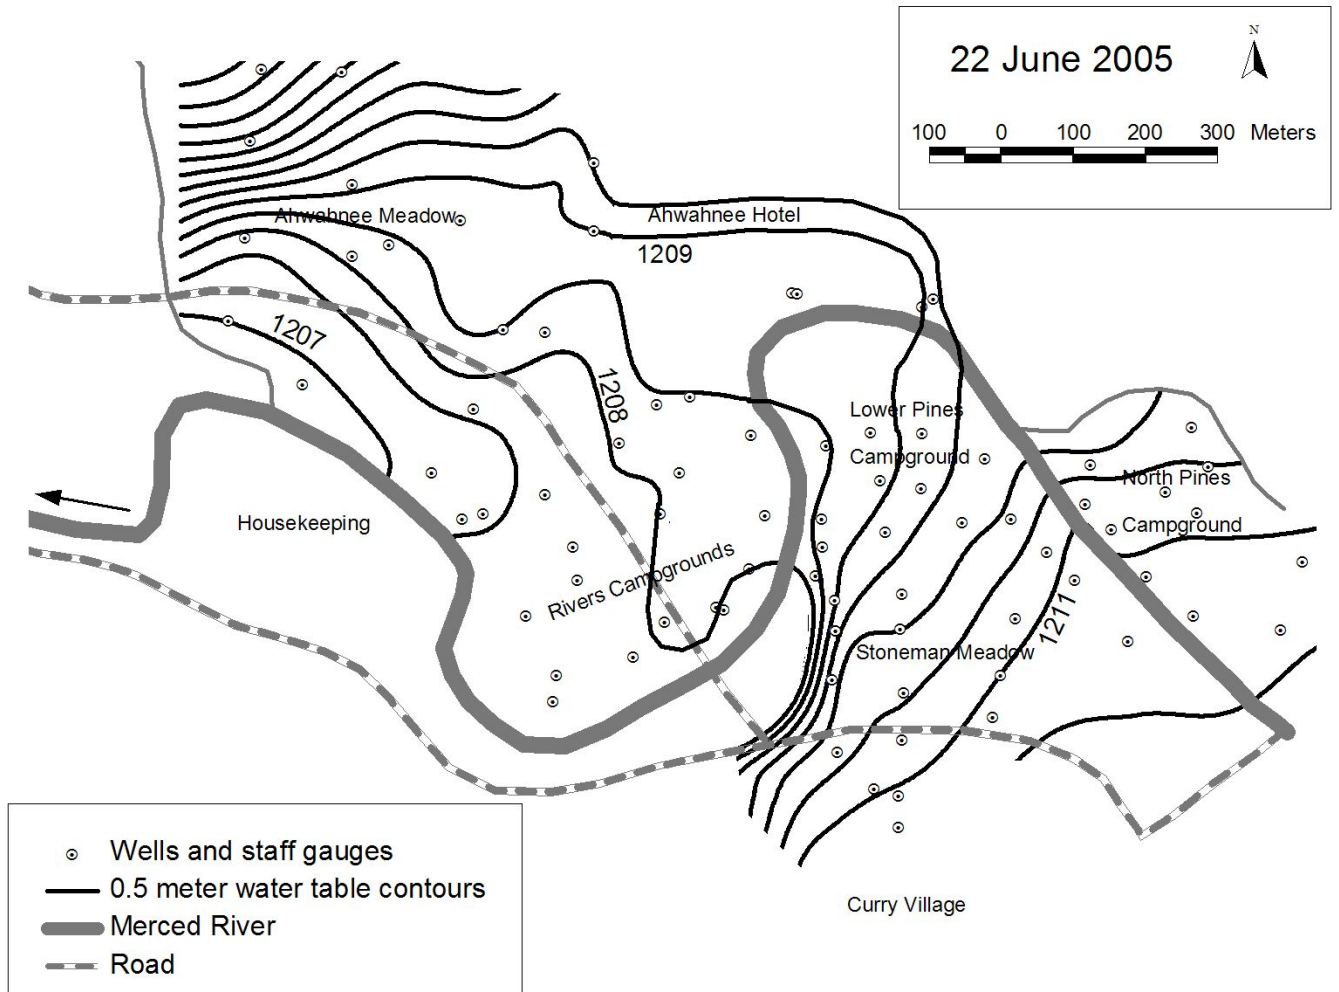 22 June 2005
N
100 0 100 200 300 Meters
Ahwahnee Meadow
Ahwahnee Hotel
1209
1207
1208
Lower Pines
Campground
North Pines
Campground
Housekeeping
Rivers Campgrounds
1211
Stoneman Meadow
Curry Village
Wells and staff gauges
0.5 meter water table contours
Merced River
Road